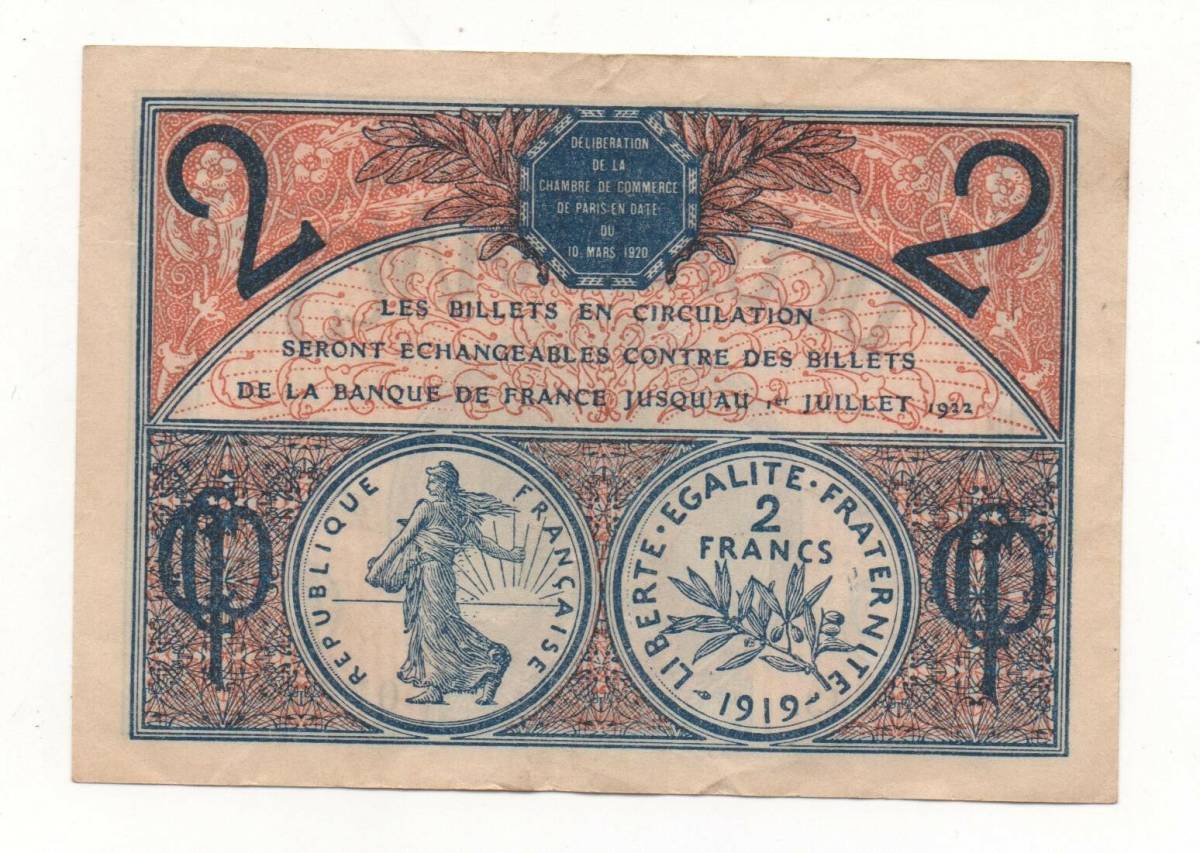 2
2
DELIBERATION
DE LA
CHAMBRE DE COMMERCE
DE PARIS EN DATE
DU
10 MARS 1920
LES BILLETS EN CIRCULATION
SERONT ECHANGEABLES CONTRE DES BILLETS
DE LA BANQUE DE FRANCE JUSQU'AU 1er JUILLET 1922
REPUBLIQUE FRANÇAISE
LIBERTE · EGALITE · FRATERNITE
2
FRANCS
1919